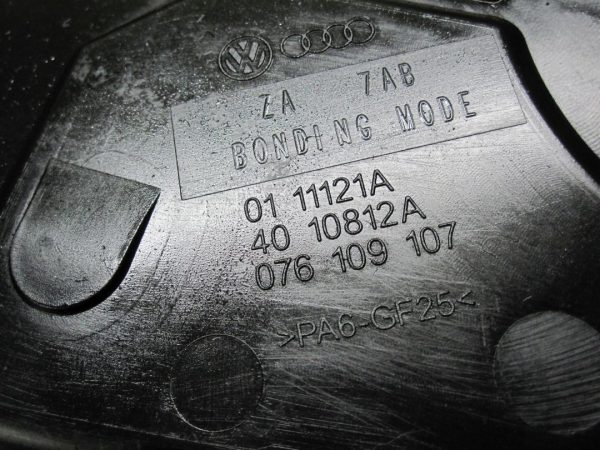 ZA 7AB
BONDING MODE
01 11121A
40 10812A
076 109 107
>PA6-GF25<